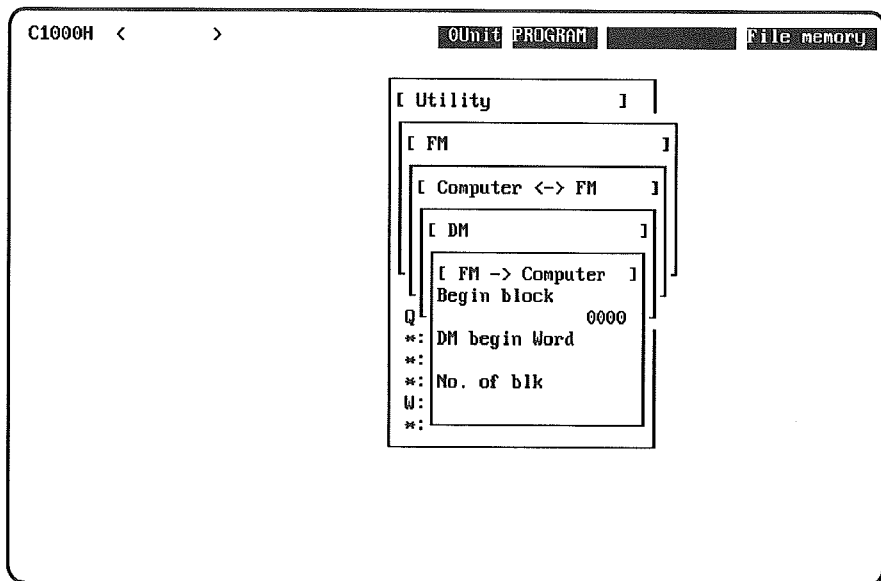 C1000H < > 0Unit PROGRAM File memory
[ Utility ]
[ FM ]
[ Computer <-> FM ]
[ DM ]
[ FM -> Computer ]
Begin block
Q 0000
*: DM begin Word
*:
*: No. of blk
W:
*: